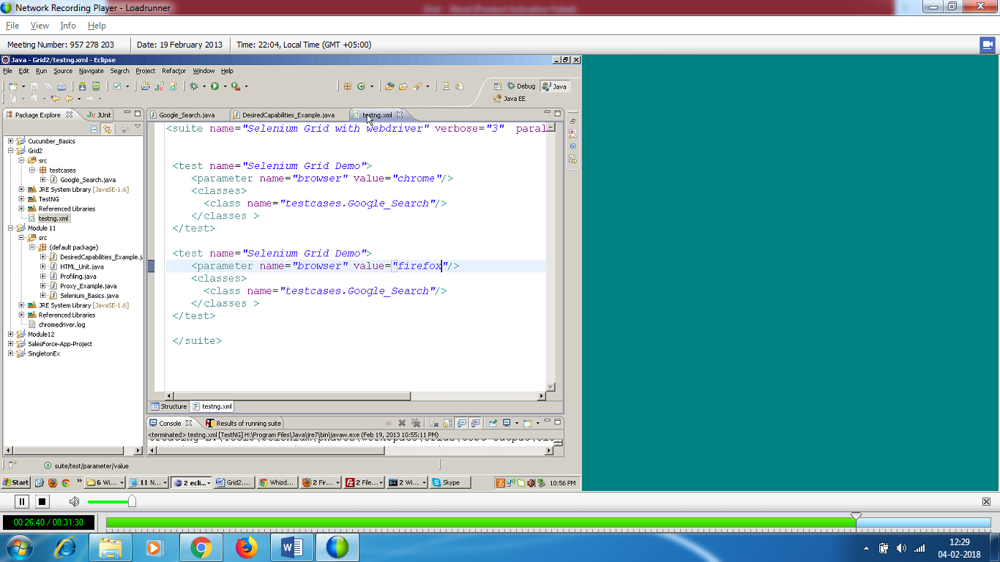 Network Recording Player - Loadrunner
File View Info Help
Meeting Number: 957 278 203 Date: 19 February 2013 Time: 22:04, Local Time (GMT +05:00)
Java - Grid2/testng.xml - Eclipse
File Edit Run Source Navigate Search Project Refactor Window Help
Debug Java
Java EE
Package Explore JUnit
Cucumber_Basics
Grid2
src
testcases
Google_Search.java
JRE System Library [JavaSE-1.6]
TestNG
Referenced Libraries
testng.xml
Module 11
src
(default package)
DesiredCapabilities_Example.j
HTML_Unit.java
Profiling.java
Proxy_Example.java
Selenium_Basics.java
JRE System Library [JavaSE-1.6]
Referenced Libraries
chromedriver.log
Module12
SalesForce-App-Project
SingletonEx
Google_Search.java DesiredCapabilities_Example.java testng.xml
<suite name="Selenium Grid with webdriver" verbose="3" paral
<test name="Selenium Grid Demo">
<parameter name="browser" value="chrome"/>
<classes>
<class name="testcases.Google_Search"/>
</classes >
</test>
<test name="Selenium Grid Demo">
<parameter name="browser" value="firefox"/>
<classes>
<class name="testcases.Google_Search"/>
</classes >
</test>
</suite>
Structure testng.xml
Console Results of running suite
<terminated> testng.xml [TestNG] H:\Program Files\Java\jre7\bin\javaw.exe (Feb 19, 2013 10:55:11 PM)
suite/test/parameter/value
Start » 6 Wi... 11 N... 2 ecli... Grid2.... Whizd... 2 Fir... 2 File... 2 Wi... Skype 10:56 PM
00:26:40 / 00:31:30
12:29
04-02-2018